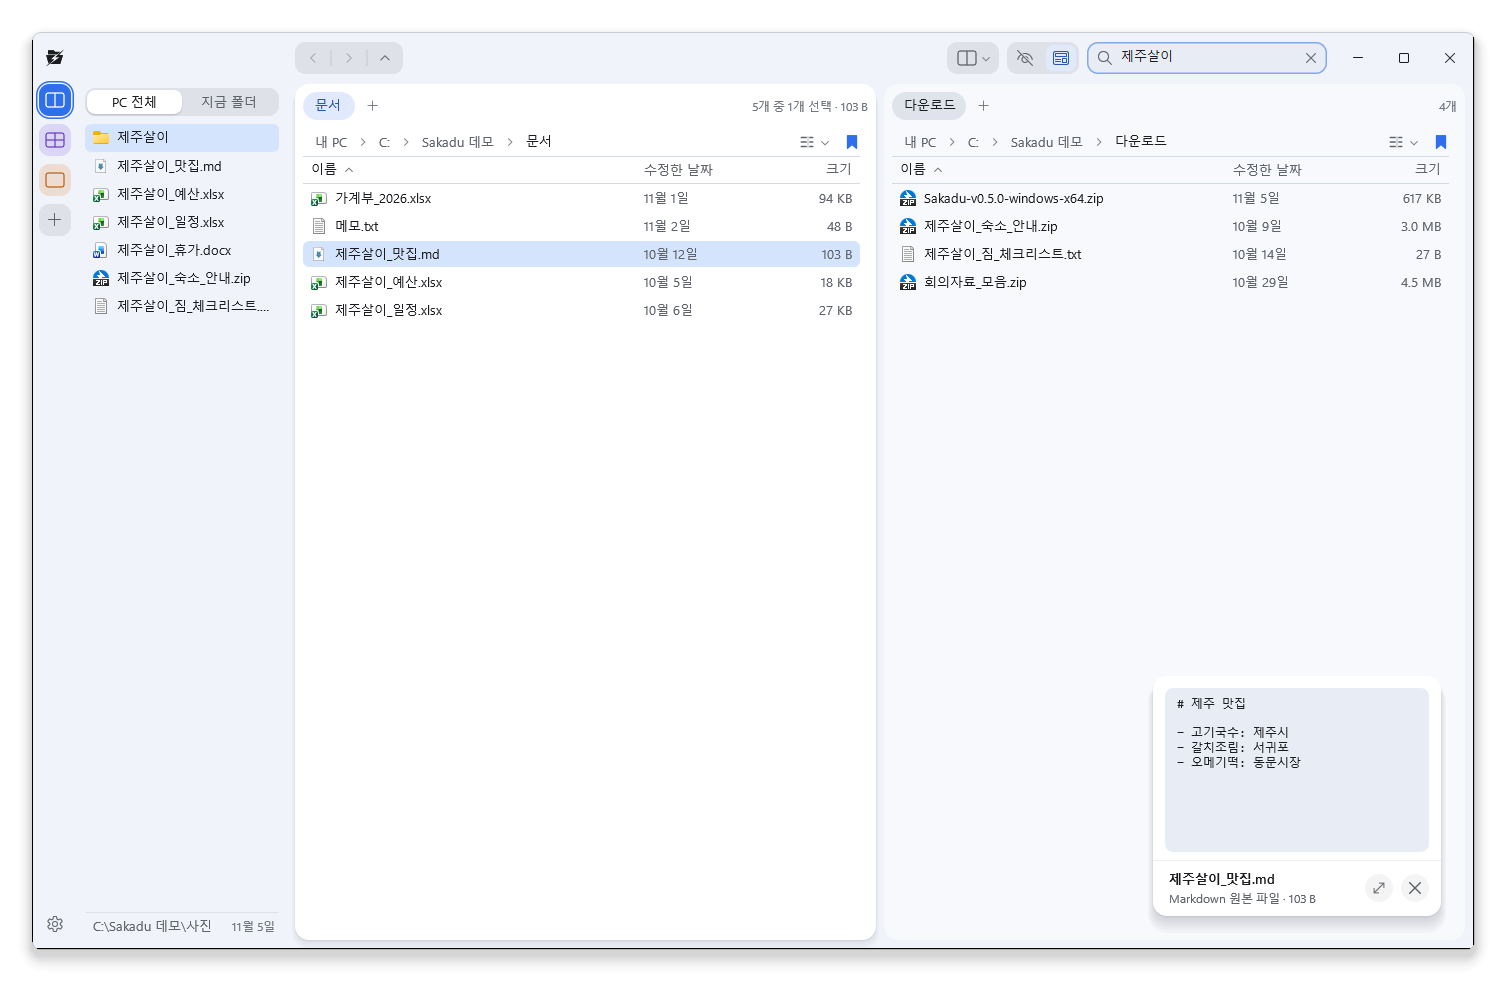 제주살이
PC 전체
지금 폴더
제주살이
제주살이_맛집.md
제주살이_예산.xlsx
제주살이_일정.xlsx
제주살이_휴가.docx
제주살이_숙소_안내.zip
제주살이_짐_체크리스트....
C:\Sakadu 데모\사진 11월 5일
문서
5개 중 1개 선택 · 103 B
내 PC > C: > Sakadu 데모 > 문서
이름 수정한 날짜 크기
가계부_2026.xlsx 11월 1일 94 KB
메모.txt 11월 2일 48 B
제주살이_맛집.md 10월 12일 103 B
제주살이_예산.xlsx 10월 5일 18 KB
제주살이_일정.xlsx 10월 6일 27 KB
다운로드
4개
내 PC > C: > Sakadu 데모 > 다운로드
이름 수정한 날짜 크기
Sakadu-v0.5.0-windows-x64.zip 11월 5일 617 KB
제주살이_숙소_안내.zip 10월 9일 3.0 MB
제주살이_짐_체크리스트.txt 10월 14일 27 B
회의자료_모음.zip 10월 29일 4.5 MB
# 제주 맛집
- 고기국수: 제주시
- 갈치조림: 서귀포
- 오메기떡: 동문시장
제주살이_맛집.md
Markdown 원본 파일 · 103 B